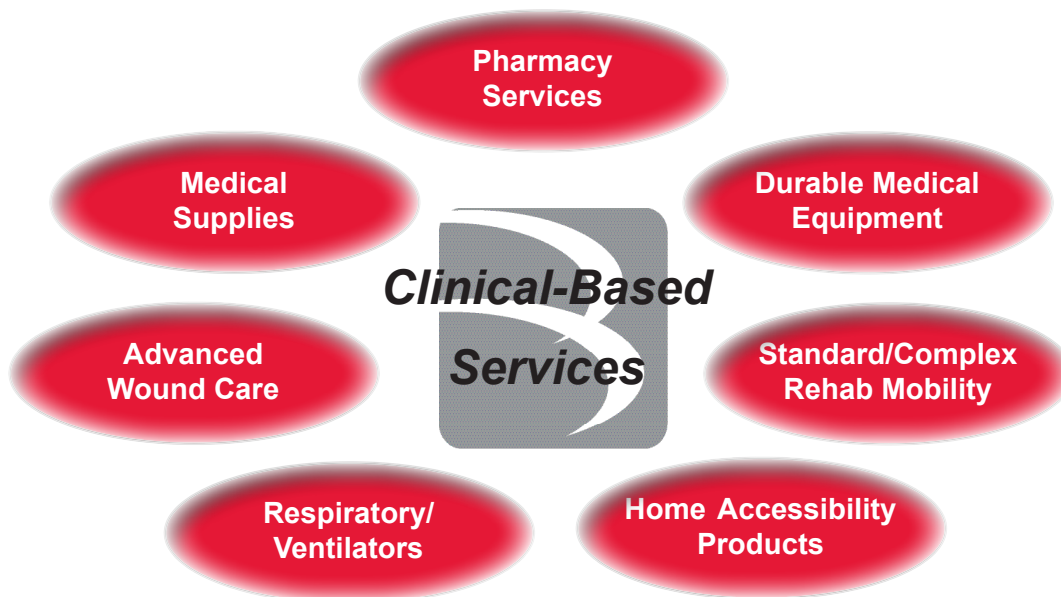 Pharmacy
Services
Medical
Supplies
Durable Medical
Equipment
Clinical-Based
Services
Advanced
Wound Care
Standard/Complex
Rehab Mobility
Respiratory/
Ventilators
Home Accessibility
Products